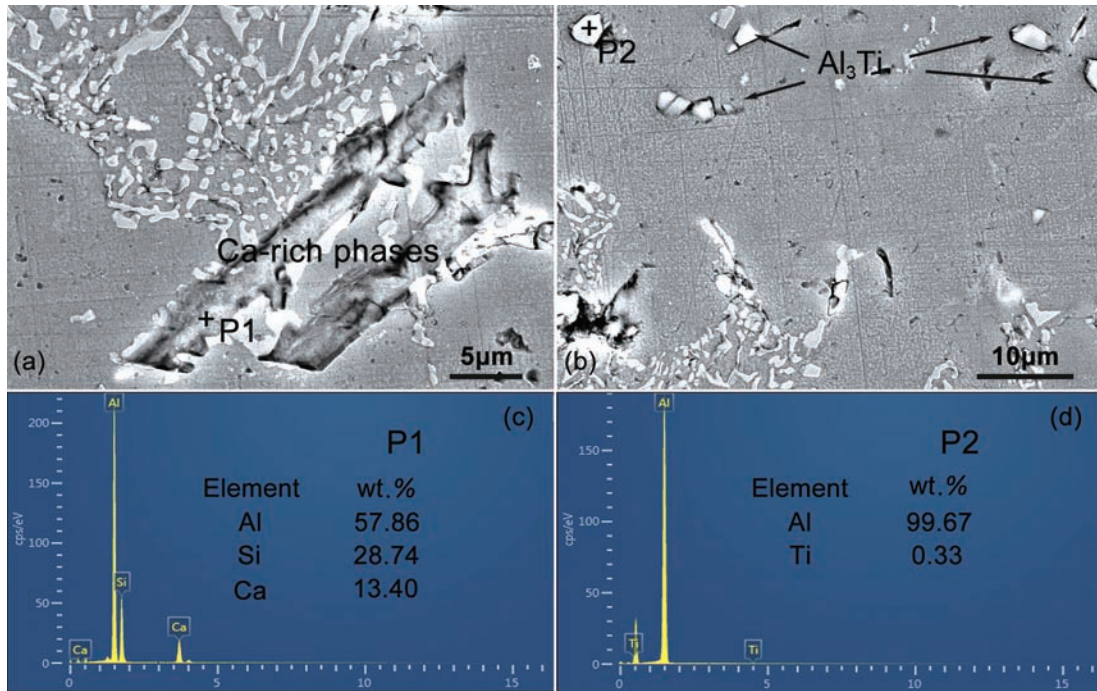 P2
Al₃Ti
Ca-rich phases
P1
(a)
5µm
(b)
10µm
(c)
P1
Element wt.%
Al 57.86
Si 28.74
Ca 13.40
Al
Si
Ca
Ca
cps/eV
200
150
100
50
0
0
5
10
15
(d)
P2
Element wt.%
Al 99.67
Ti 0.33
Al
Ti
Ti
cps/eV
150
100
50
0
0
5
10
15